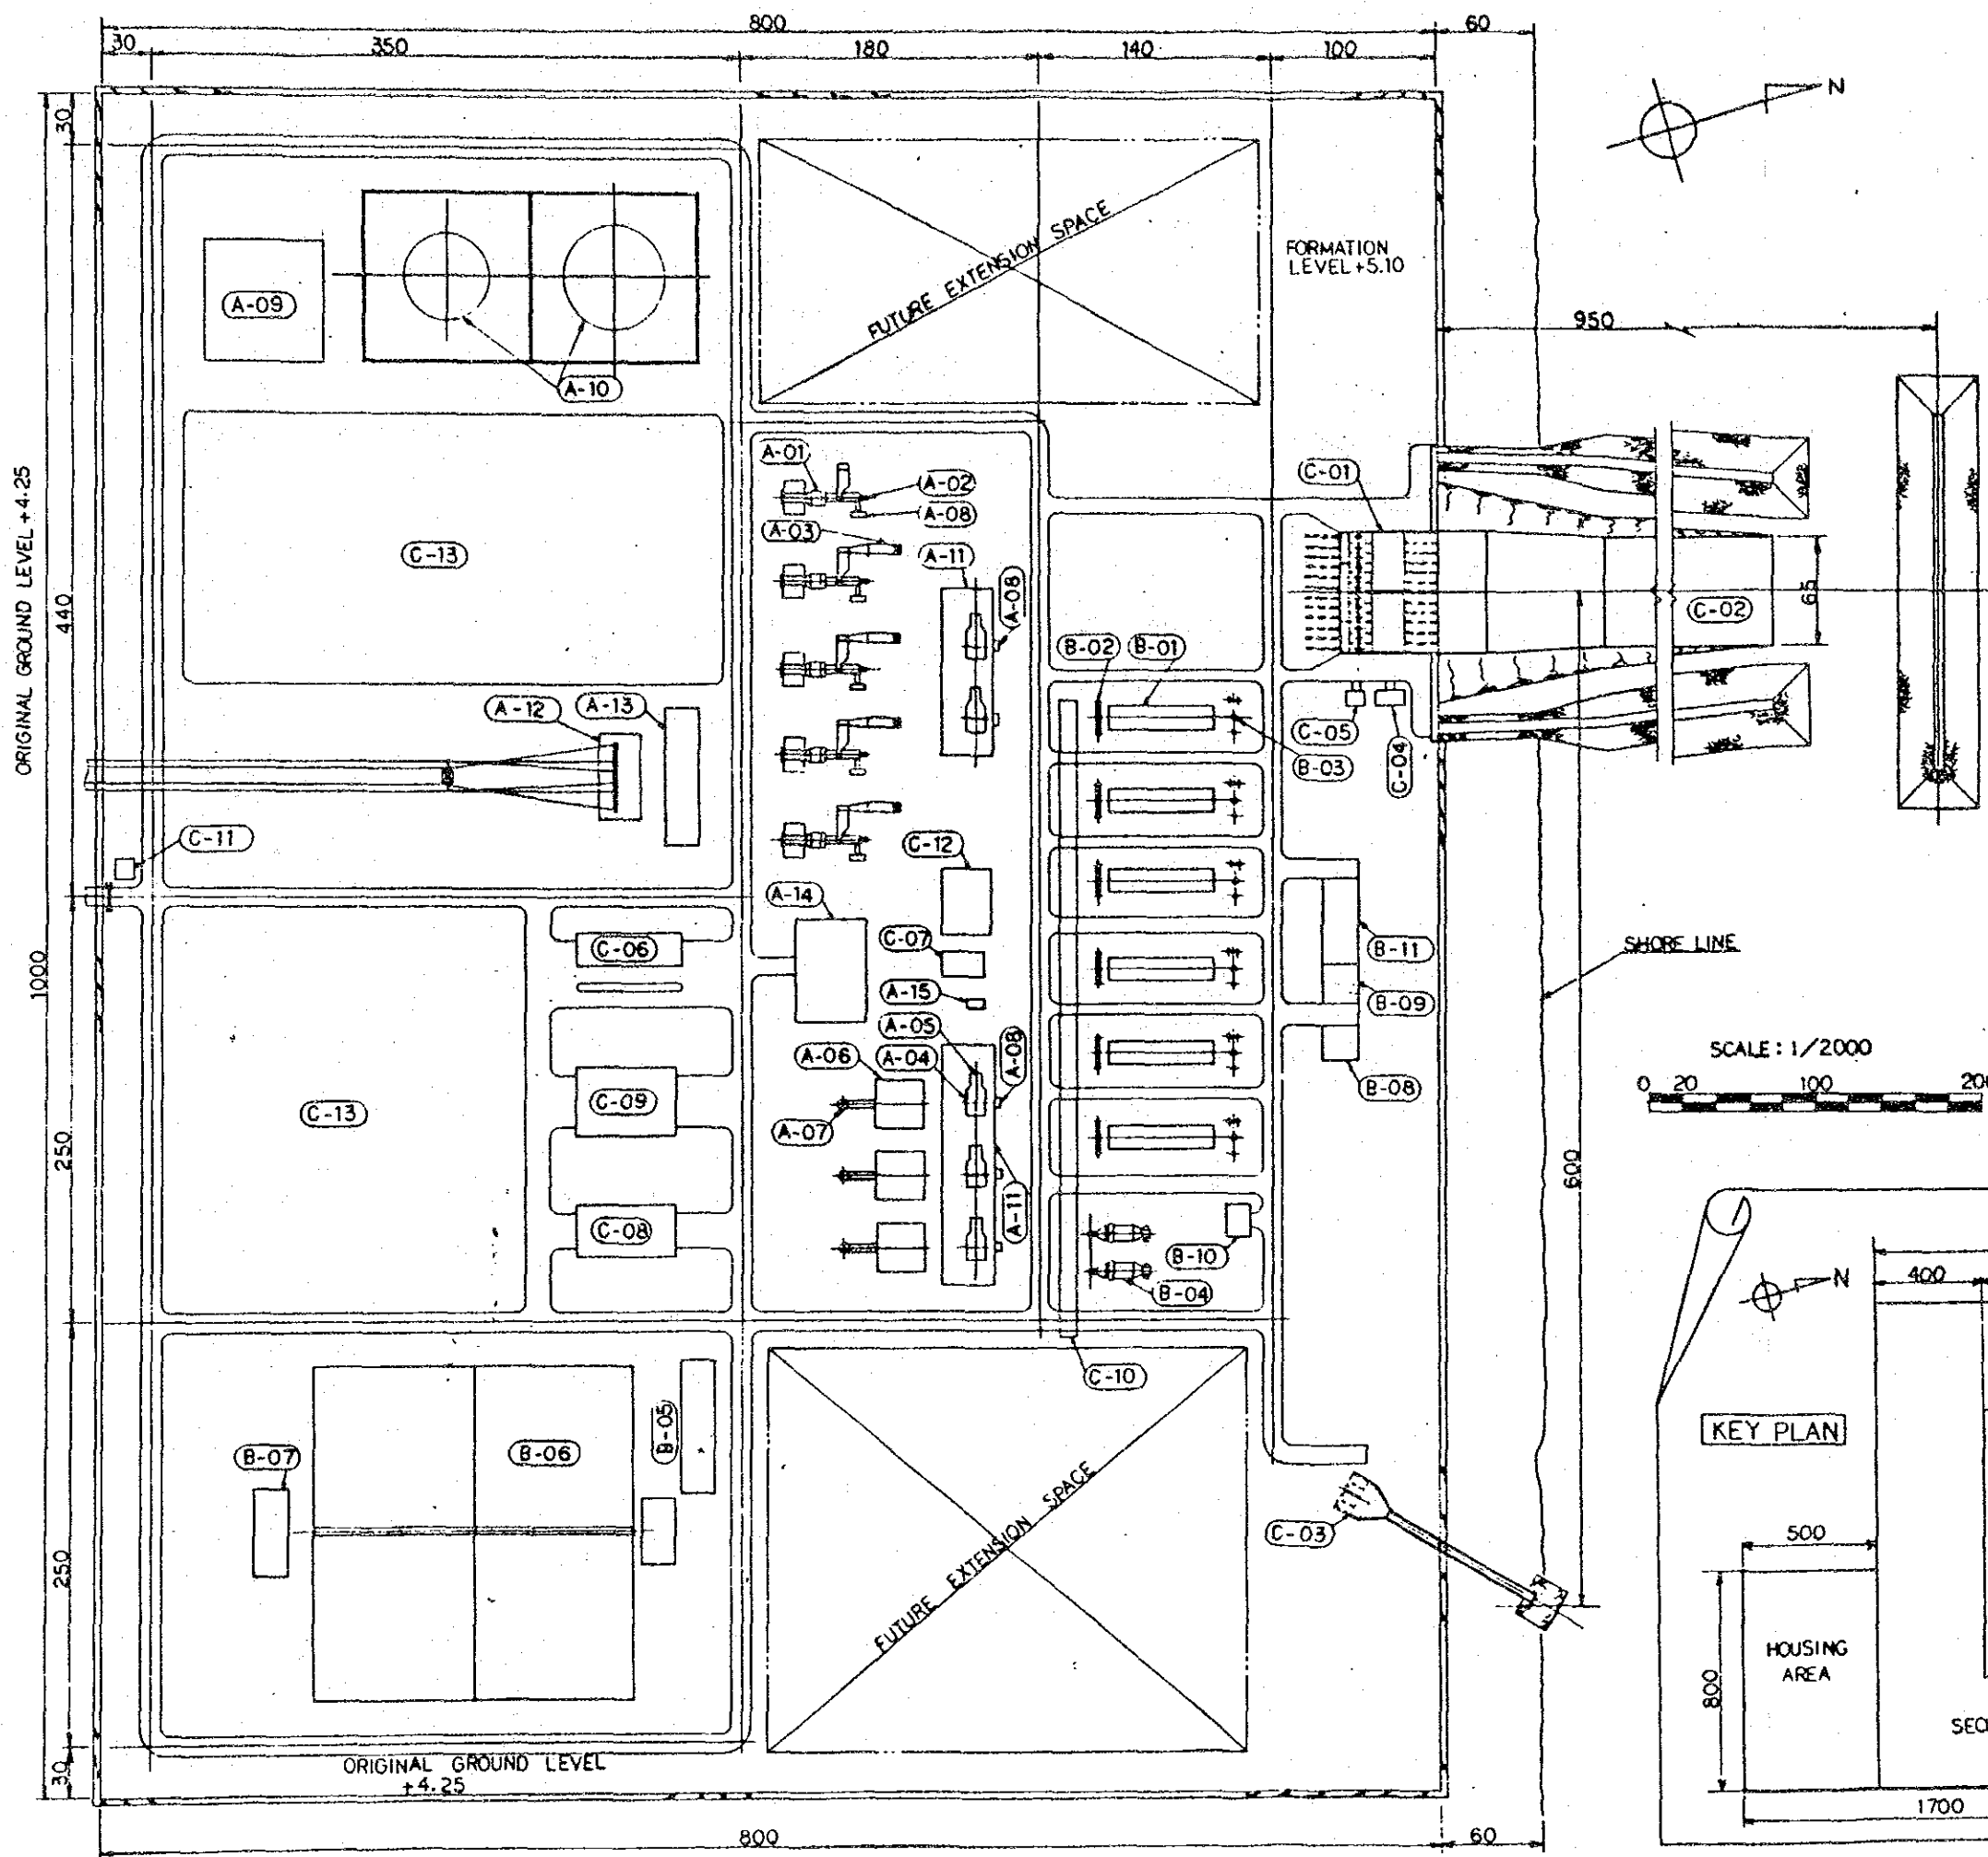 800
60
30
350
180
140
100
N
30
FUTURE EXTENSION SPACE
FORMATION
LEVEL+5.10
A-09
A-10
950
ORIGINAL GROUND LEVEL +4.25
440
A-01
A-02
A-08
A-03
A-11
A-08
C-01
C-13
C-02
65
B-02
B-01
A-12
A-13
C-05
C-04
B-03
C-11
C-12
A-14
C-06
C-07
B-11
SHORE LINE
1000
A-15
B-09
A-05
A-06
A-04
A-08
B-08
SCALE: 1/2000
0 20 100
C-09
C-13
A-07
250
600
A-11
C-08
B-10
B-04
N
400
C-10
KEY PLAN
B-05
B-07
B-06
FUTURE EXTENSION SPACE
C-03
500
250
HOUSING
AREA
800
30
ORIGINAL GROUND LEVEL
+4.25
1700
800
60